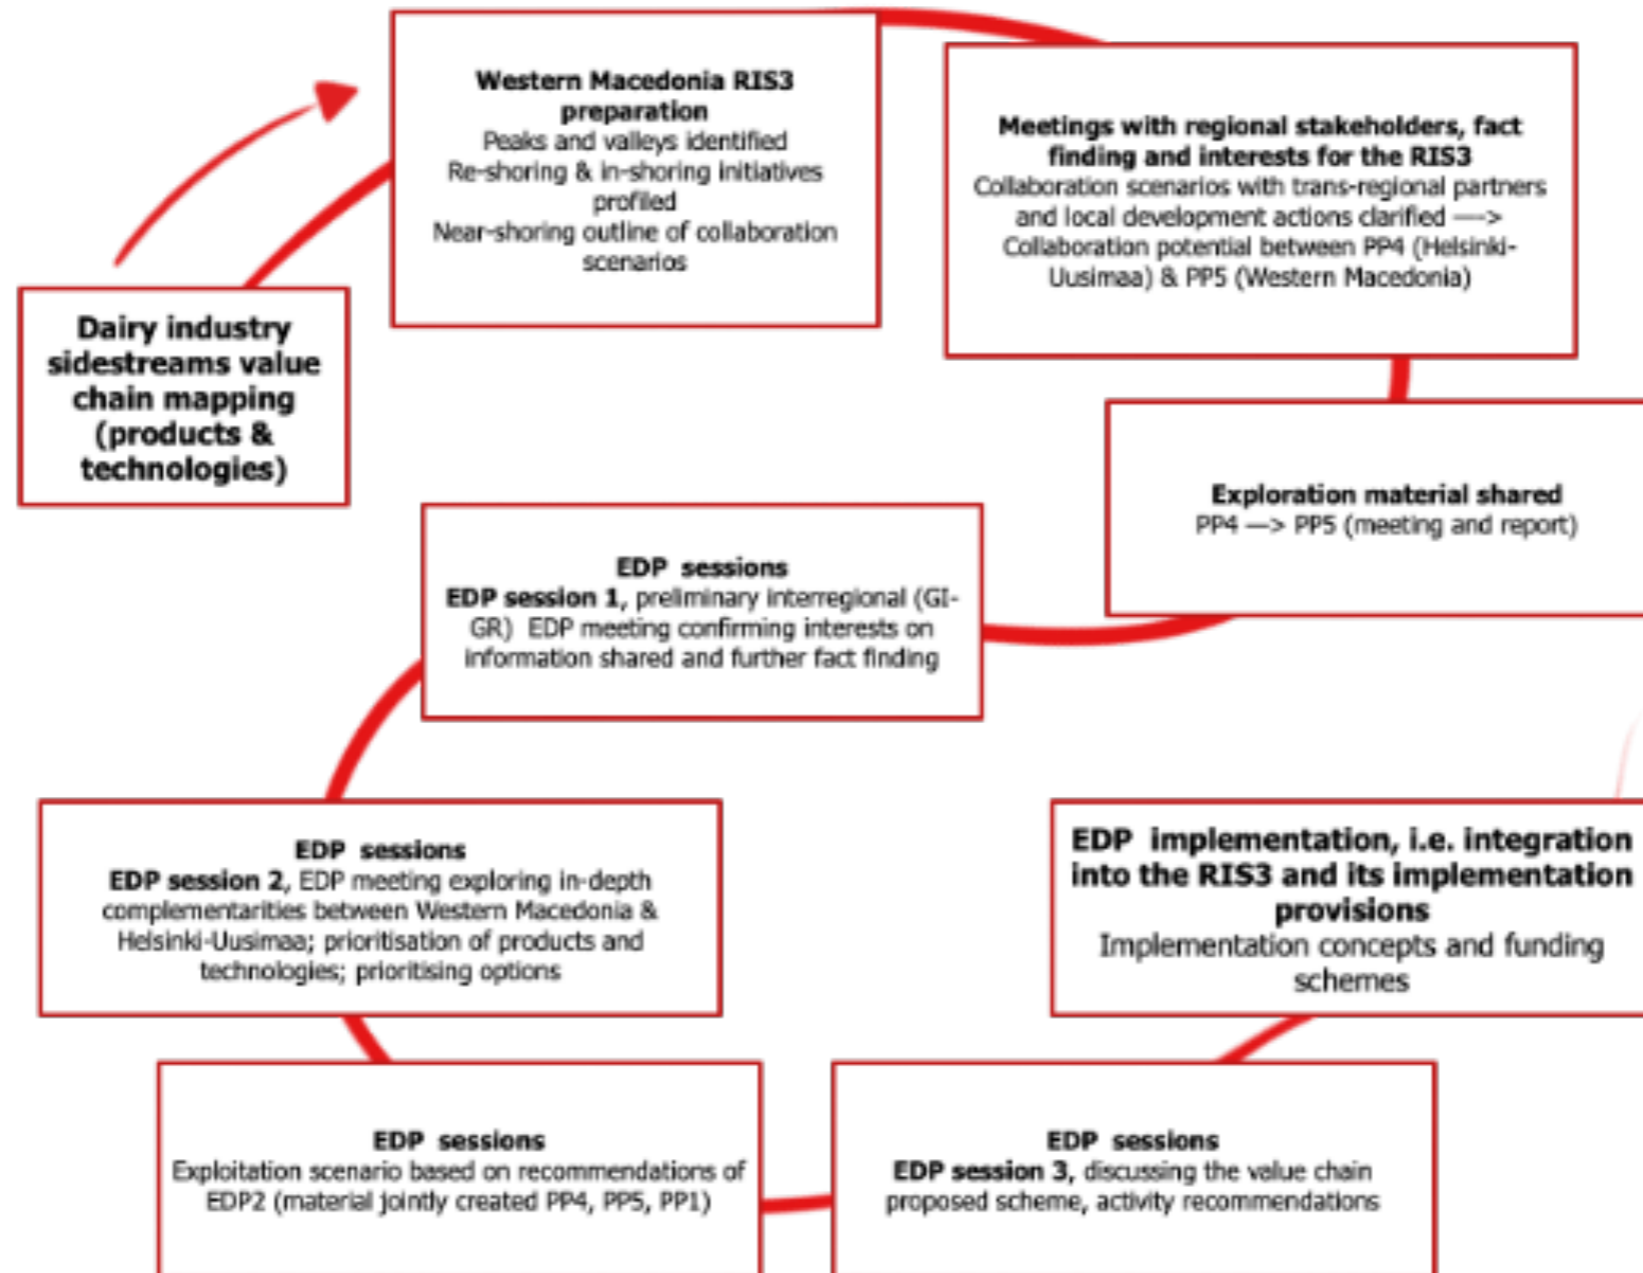 Western Macedonia RIS3
preparation
Peaks and valleys identified
Re-shoring & in-shoring initiatives
profiled
Near-shoring outline of collaboration
scenarios
Meetings with regional stakeholders, fact
finding and interests for the RIS3
Collaboration scenarios with trans-regional partners
and local development actions clarified —->
Collaboration potential between PP4 (Helsinki-
Uusimaa) & PP5 (Western Macedonia)
Dairy industry
sidestreams value
chain mapping
(products &
technologies)
Exploration material shared
PP4 —> PP5 (meeting and report)
EDP sessions
EDP session 1, preliminary interregional (GI-
GR) EDP meeting confirming interests on
information shared and further fact finding
EDP sessions
EDP session 2, EDP meeting exploring in-depth
complementarities between Western Macedonia &
Helsinki-Uusimaa; prioritisation of products and
technologies; prioritising options
EDP implementation, i.e. integration
into the RIS3 and its implementation
provisions
Implementation concepts and funding
schemes
EDP sessions
Exploitation scenario based on recommendations of
EDP2 (material jointly created PP4, PP5, PP1)
EDP sessions
EDP session 3, discussing the value chain
proposed scheme, activity recommendations